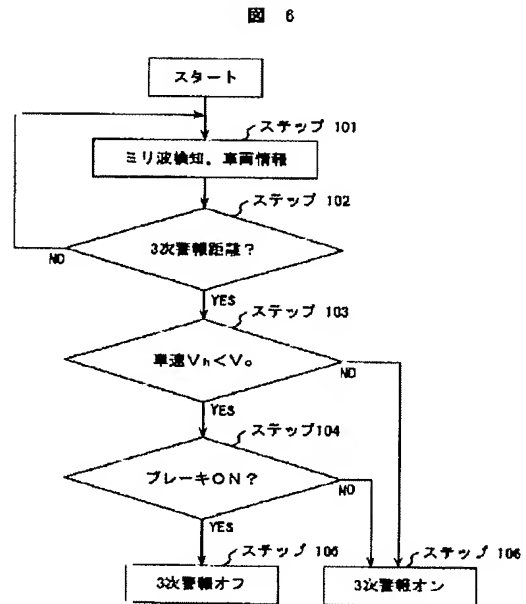 図 6
スタート
ステップ 101
ミリ波検知。車両情報
ステップ 102
3次警報距離?
NO
YES
ステップ 103
車速Vh<Vo
NO
YES
ステップ104
ブレーキON?
NO
YES
ステップ 105
3次警報オフ
ステップ 106
3次警報オン